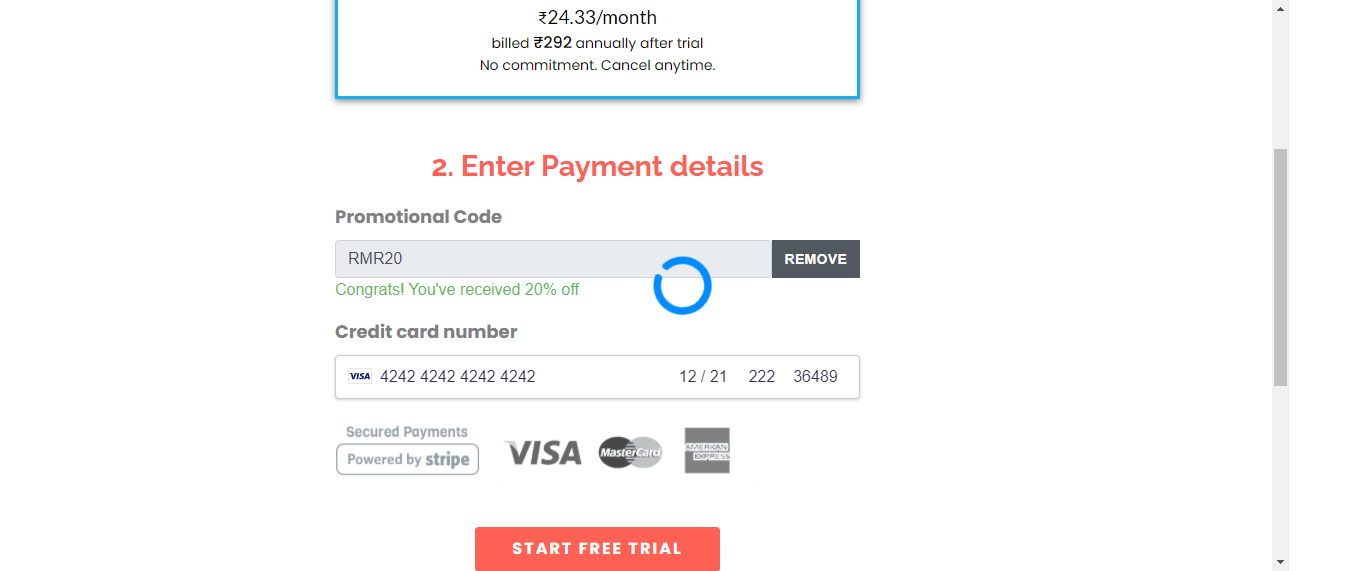 ₹24.33/month
billed ₹292 annually after trial
No commitment. Cancel anytime.
2. Enter Payment details
Promotional Code
RMR20 REMOVE
Congrats! You've received 20% off
Credit card number
VISA 4242 4242 4242 4242 12 / 21 222 36489
Secured Payments
Powered by stripe VISA MasterCard AMERICAN EXPRESS
START FREE TRIAL